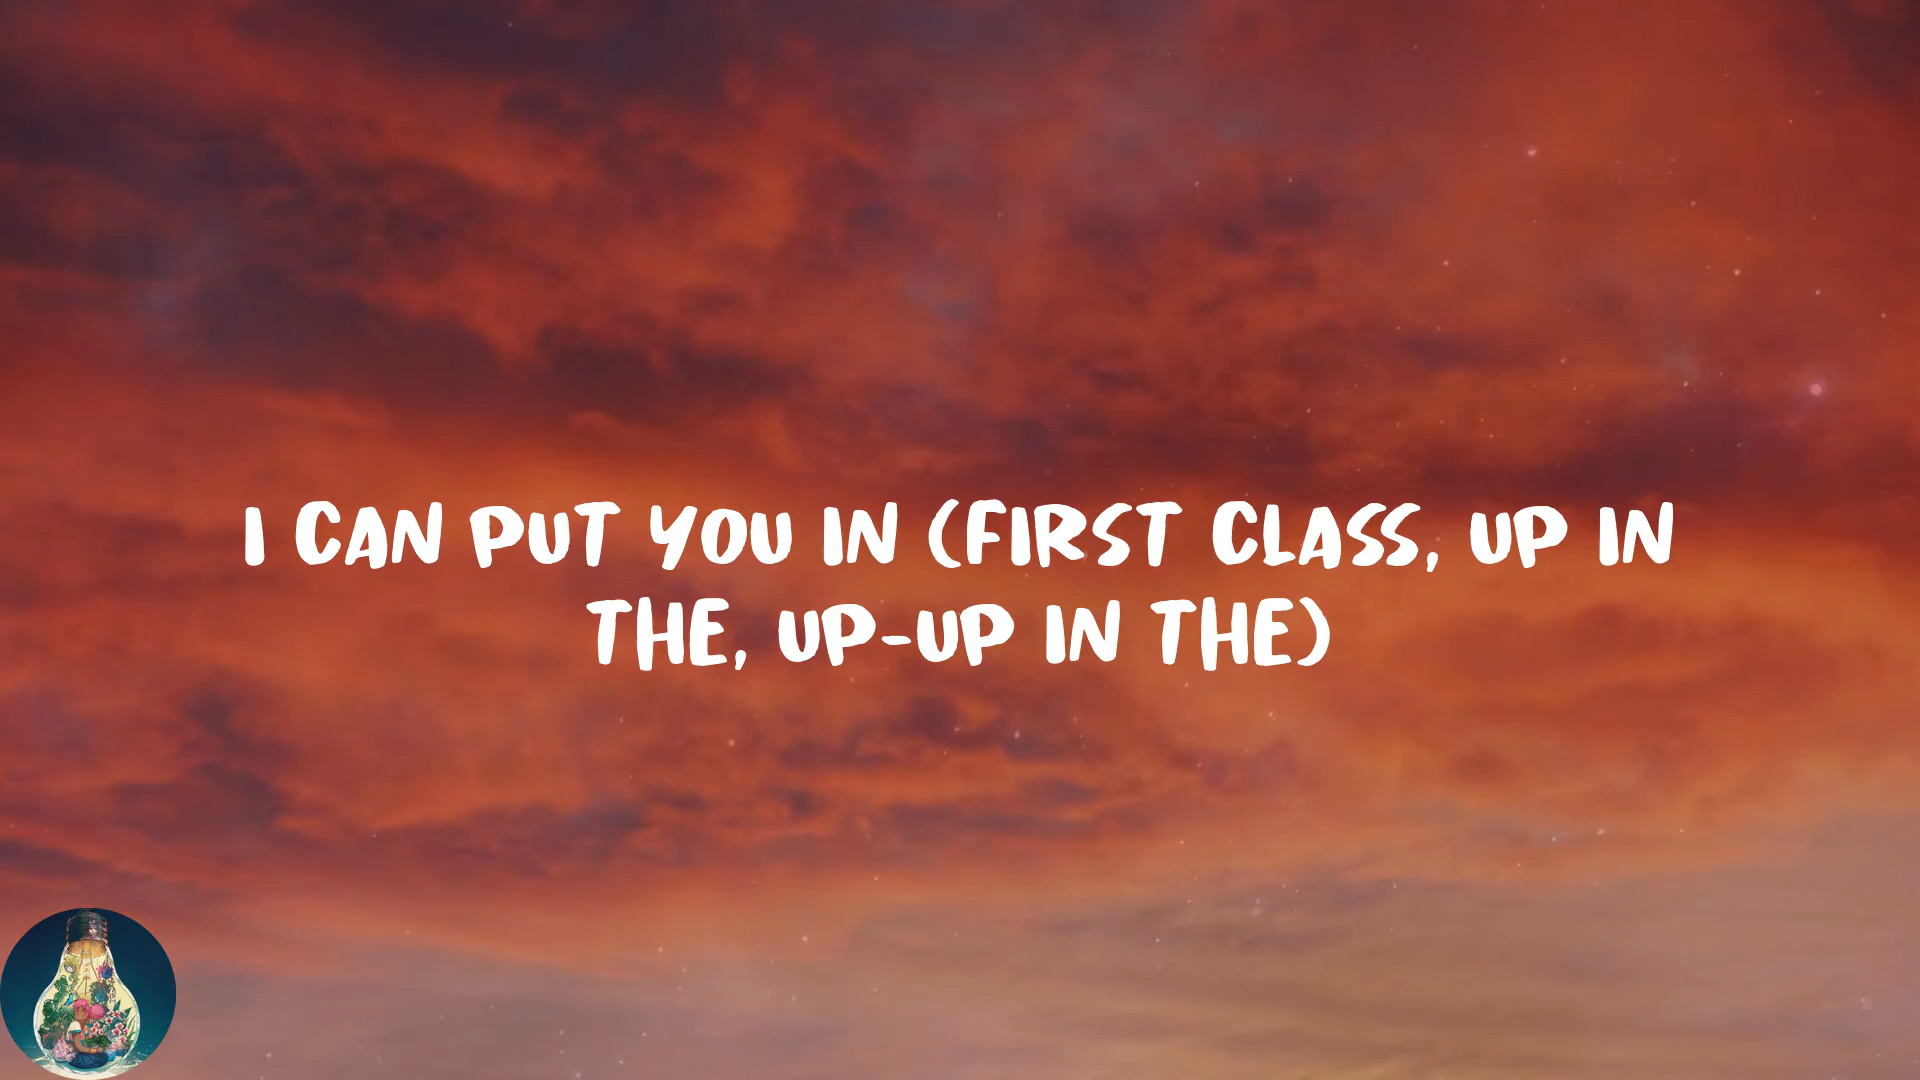 I CAN PUT YOU IN (FIRST CLASS, UP IN
THE, UP-UP IN THE)